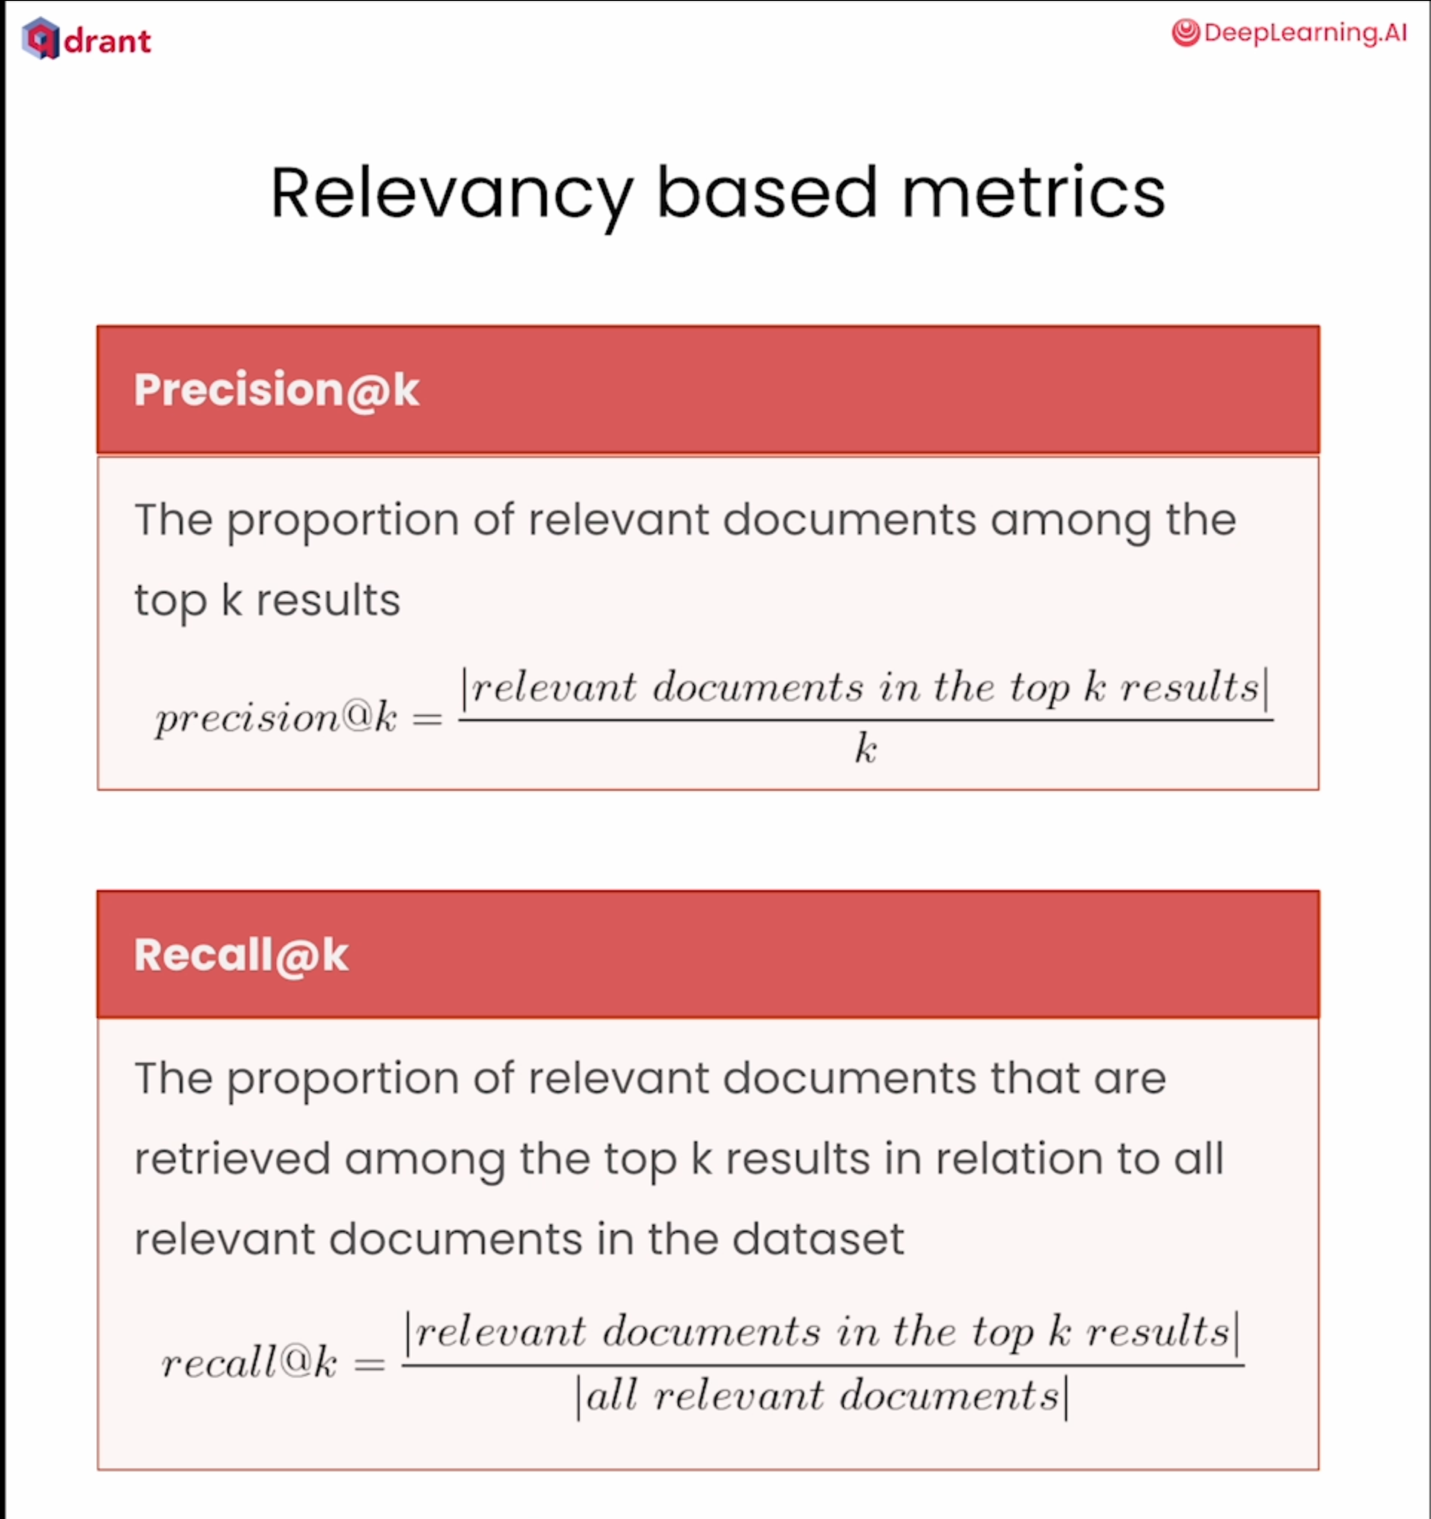 qdrant
DeepLearning.AI
Relevancy based metrics
Precision@k
The proportion of relevant documents among the
top k results
precision@k = |relevant documents in the top k results| / k
Recall@k
The proportion of relevant documents that are
retrieved among the top k results in relation to all
relevant documents in the dataset
recall@k = |relevant documents in the top k results| / |all relevant documents|